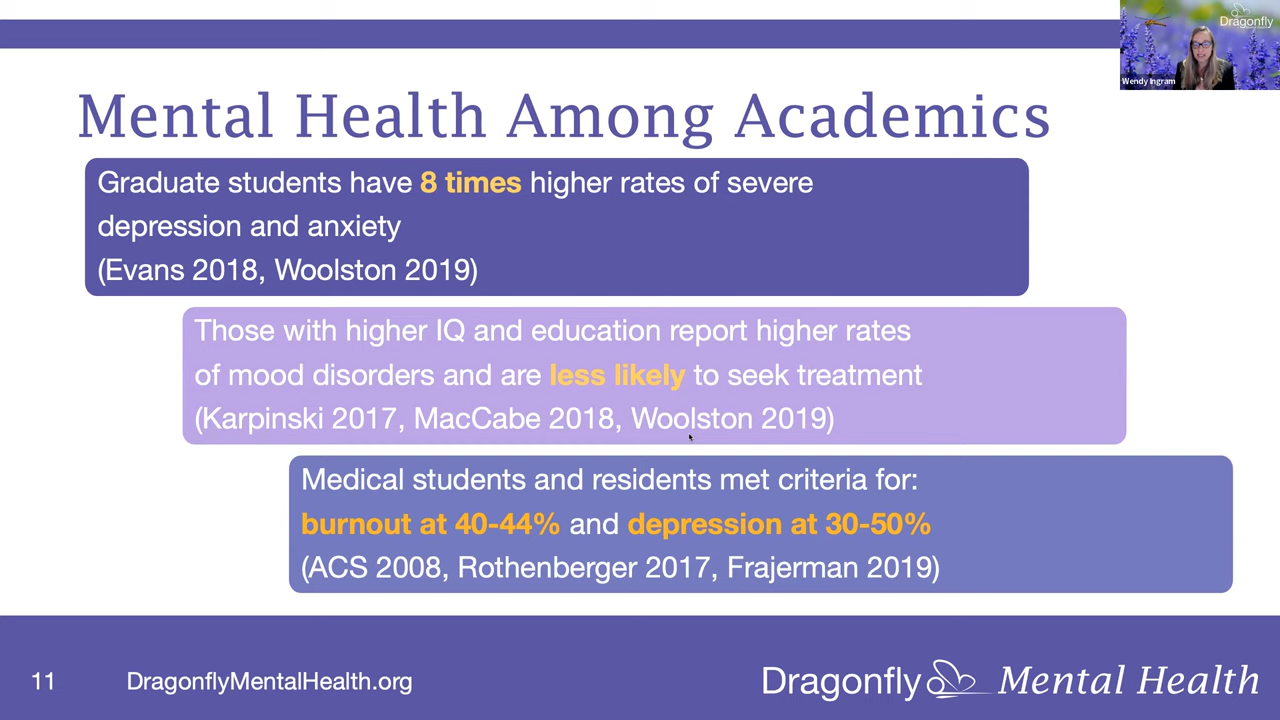 Dragonfly
Wendy Ingram
Mental Health Among Academics
Graduate students have 8 times higher rates of severe
depression and anxiety
(Evans 2018, Woolston 2019)
Those with higher IQ and education report higher rates
of mood disorders and are less likely to seek treatment
(Karpinski 2017, MacCabe 2018, Woolston 2019)
Medical students and residents met criteria for:
burnout at 40-44% and depression at 30-50%
(ACS 2008, Rothenberger 2017, Frajerman 2019)
11
DragonflyMentalHealth.org
Dragonfly Mental Health